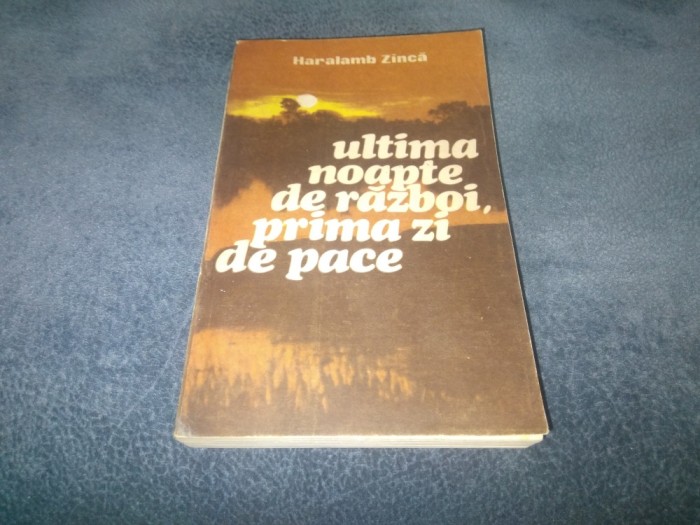 Haralamb Zincă
ultima
noapte
de război,
prima zi
de pace